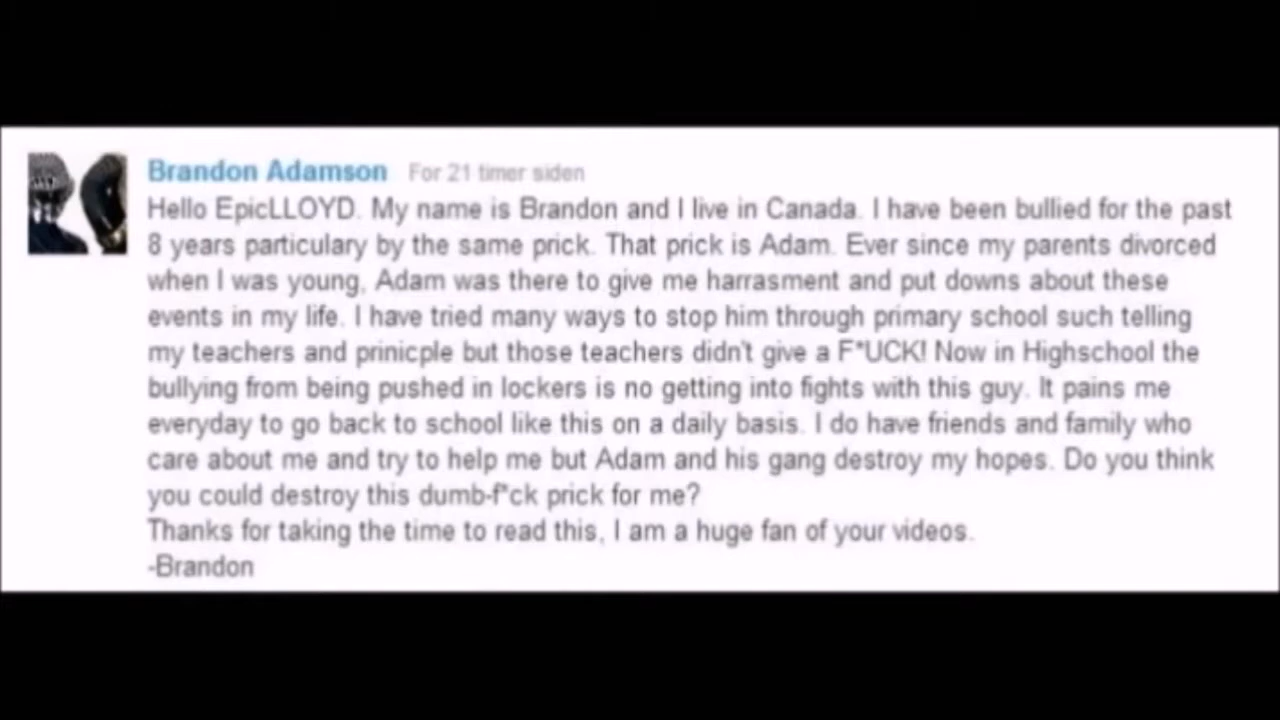 Brandon Adamson For 21 timer siden
Hello EpicLLOYD. My name is Brandon and I live in Canada. I have been bullied for the past
8 years particulary by the same prick. That prick is Adam. Ever since my parents divorced
when I was young, Adam was there to give me harrasment and put downs about these
events in my life. I have tried many ways to stop him through primary school such telling
my teachers and prinicple but those teachers didn't give a F*UCK! Now in Highschool the
bullying from being pushed in lockers is no getting into fights with this guy. It pains me
everyday to go back to school like this on a daily basis. I do have friends and family who
care about me and try to help me but Adam and his gang destroy my hopes. Do you think
you could destroy this dumb-f*ck prick for me?
Thanks for taking the time to read this, I am a huge fan of your videos.
-Brandon